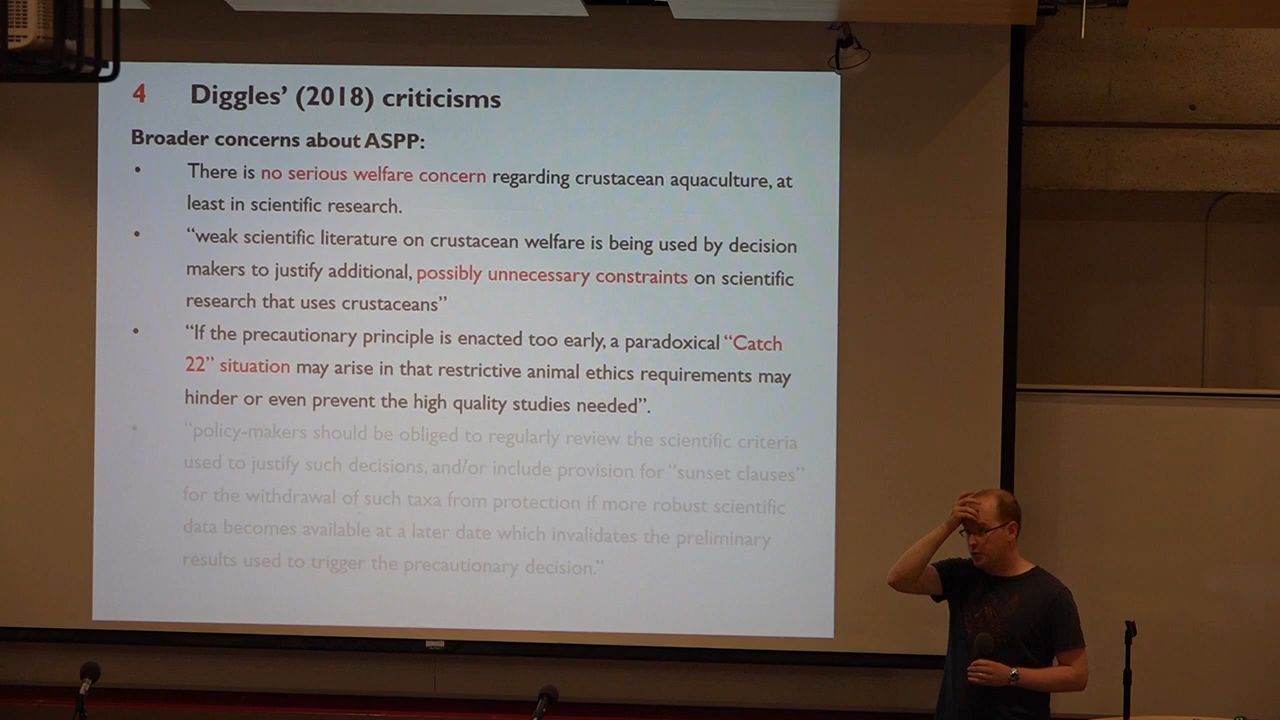 4 Diggles' (2018) criticisms
Broader concerns about ASPP:
• There is no serious welfare concern regarding crustacean aquaculture, at
least in scientific research.
• “weak scientific literature on crustacean welfare is being used by decision
makers to justify additional, possibly unnecessary constraints on scientific
research that uses crustaceans”
• “If the precautionary principle is enacted too early, a paradoxical “Catch
22” situation may arise in that restrictive animal ethics requirements may
hinder or even prevent the high quality studies needed”.
• “policy-makers should be obliged to regularly review the scientific criteria
used to justify such decisions, and/or include provision for “sunset clauses”
for the withdrawal of such taxa from protection if more robust scientific
data becomes available at a later date which invalidates the preliminary
results used to trigger the precautionary decision.”